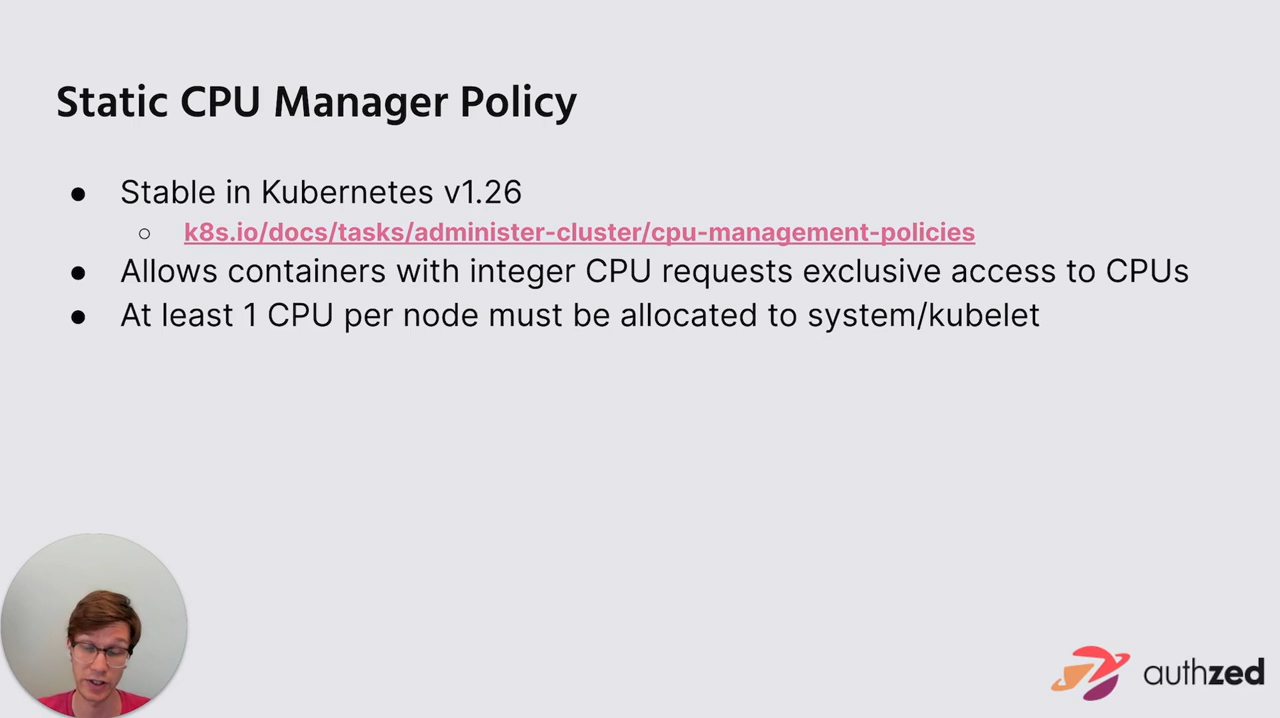 Static CPU Manager Policy
● Stable in Kubernetes v1.26
○ k8s.io/docs/tasks/administer-cluster/cpu-management-policies
● Allows containers with integer CPU requests exclusive access to CPUs
● At least 1 CPU per node must be allocated to system/kubelet
authzed